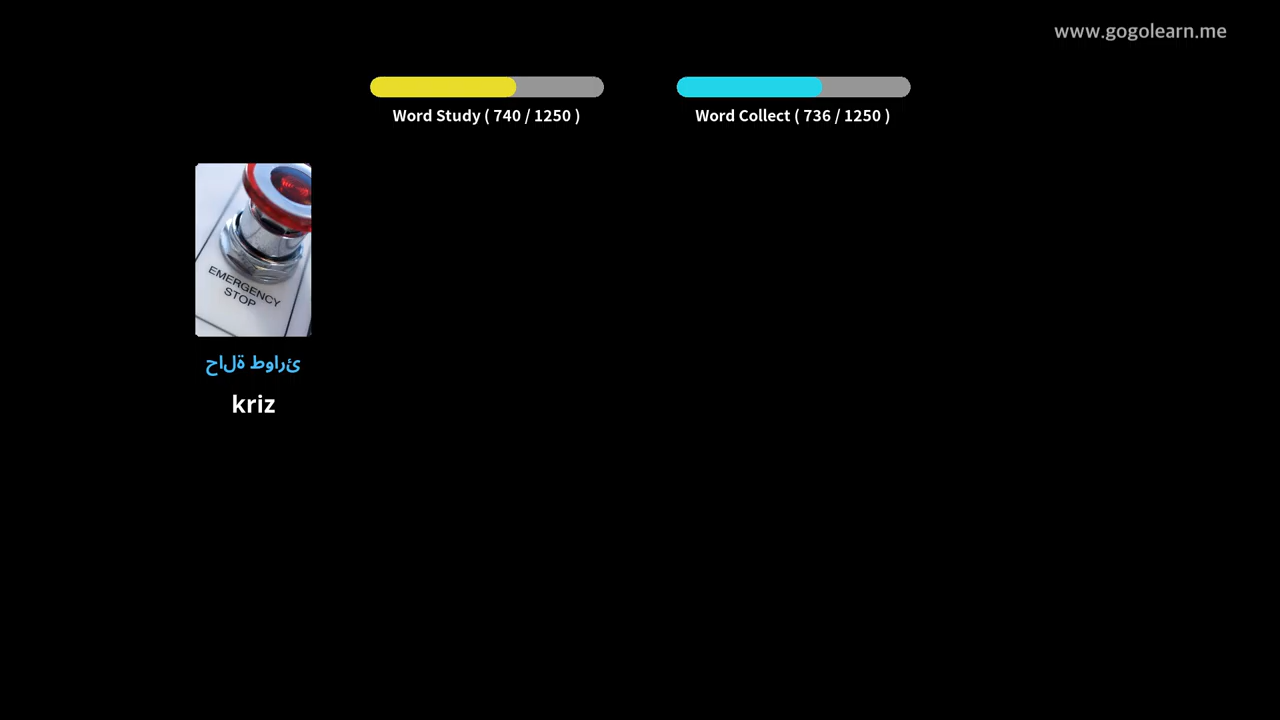 www.gogolearn.me
Word Study ( 740 / 1250 )
Word Collect ( 736 / 1250 )
EMERGENCY
STOP
حالة طوارئ
kriz